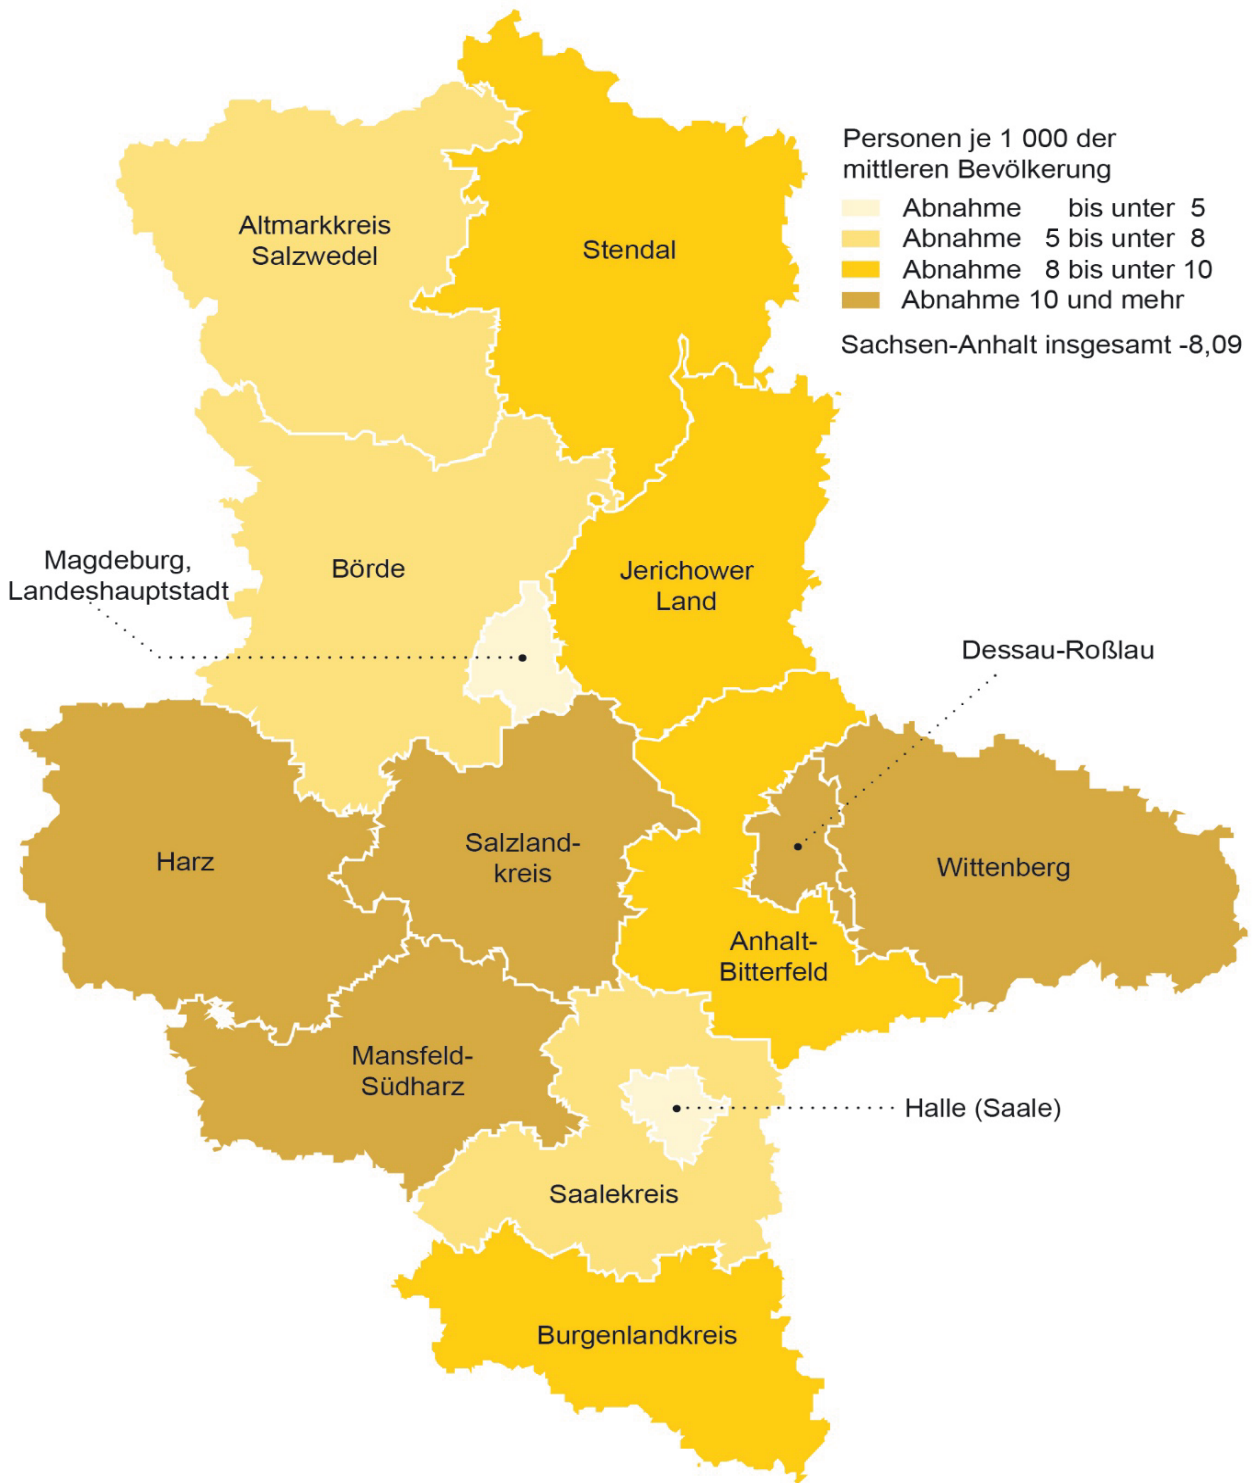 Personen je 1 000 der
mittleren Bevölkerung
Abnahme bis unter 5
Abnahme 5 bis unter 8
Abnahme 8 bis unter 10
Abnahme 10 und mehr
Sachsen-Anhalt insgesamt -8,09
Altmarkkreis
Salzwedel
Stendal
Magdeburg,
Landeshauptstadt
Börde
Jerichower
Land
Dessau-Roßlau
Harz
Salzland-
kreis
Wittenberg
Anhalt-
Bitterfeld
Mansfeld-
Südharz
Halle (Saale)
Saalekreis
Burgenlandkreis